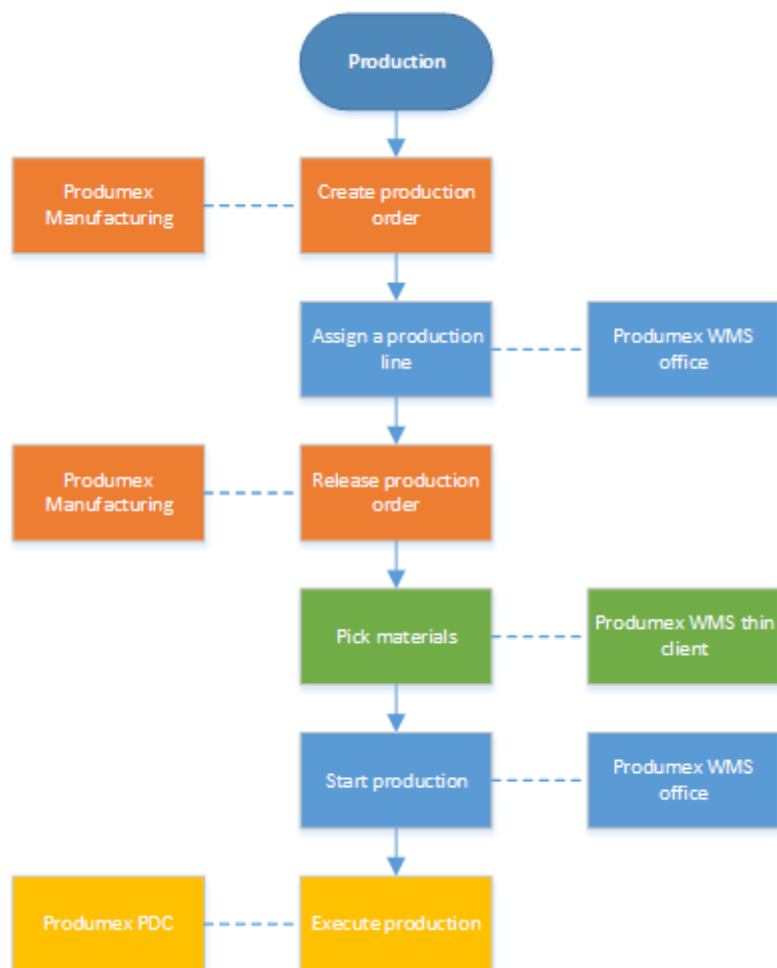 Production
Produmex
Manufacturing
Create production
order
Assign a production
line
Produmex WMS
office
Produmex
Manufacturing
Release production
order
Pick materials
Produmex WMS thin
client
Start production
Produmex WMS
office
Produmex PDC
Execute production